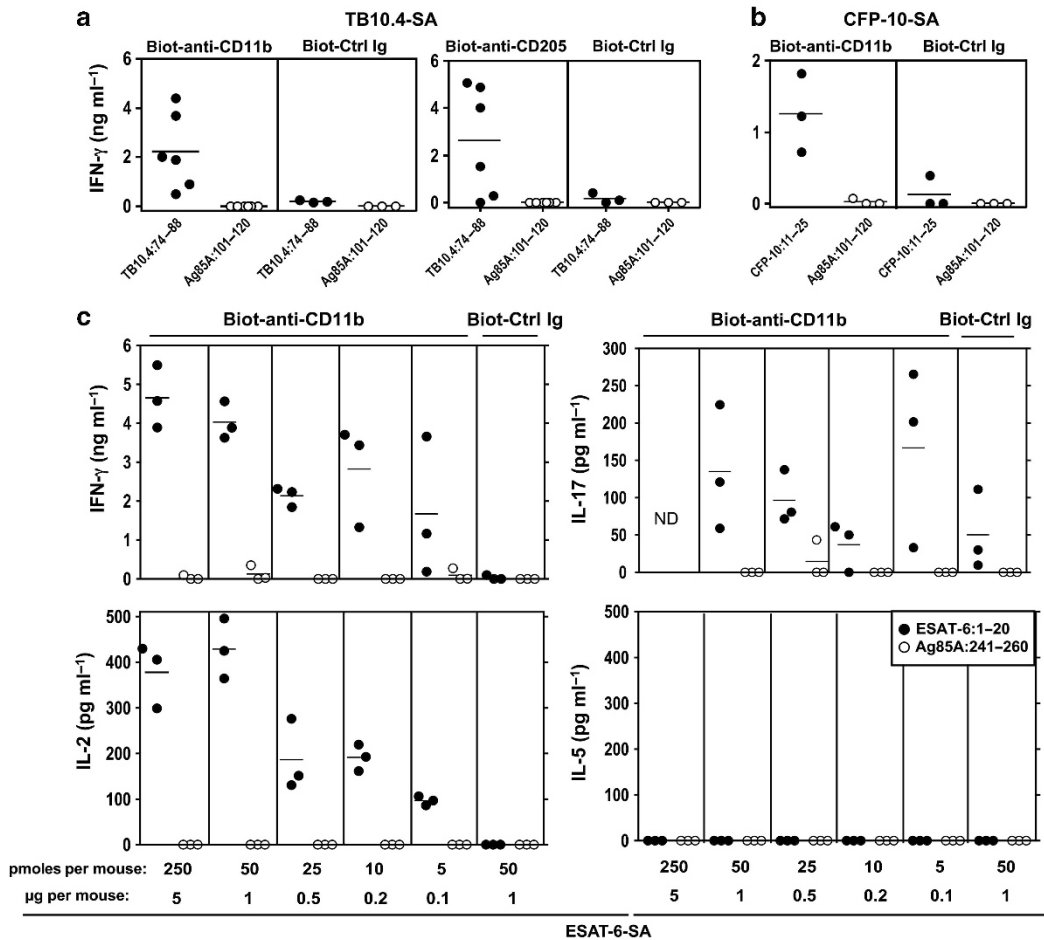 a
TB10.4-SA
Biot-anti-CD11b Biot-Ctrl Ig Biot-anti-CD205 Biot-Ctrl Ig
IFN-γ (ng ml⁻¹)
6
4
2
0
6
4
2
0
TB10.4:74–88 Ag85A:101–120 TB10.4:74–88 Ag85A:101–120 TB10.4:74–88 Ag85A:101–120 TB10.4:74–88 Ag85A:101–120
b
CFP-10-SA
Biot-anti-CD11b Biot-Ctrl Ig
2
1
0
CFP-10:11–25 Ag85A:101–120 CFP-10:11–25 Ag85A:101–120
c
Biot-anti-CD11b Biot-Ctrl Ig
IFN-γ (ng ml⁻¹)
6
5
4
3
2
1
0
Biot-anti-CD11b Biot-Ctrl Ig
IL-17 (pg ml⁻¹)
300
250
200
150
100
50
0
ND
IL-2 (pg ml⁻¹)
500
400
300
200
100
0
IL-5 (pg ml⁻¹)
500
400
300
200
100
0
ESAT-6:1–20
Ag85A:241–260
pmoles per mouse: 250 50 25 10 5 50 250 50 25 10 5 50
µg per mouse: 5 1 0.5 0.2 0.1 1 5 1 0.5 0.2 0.1 1
ESAT-6-SA